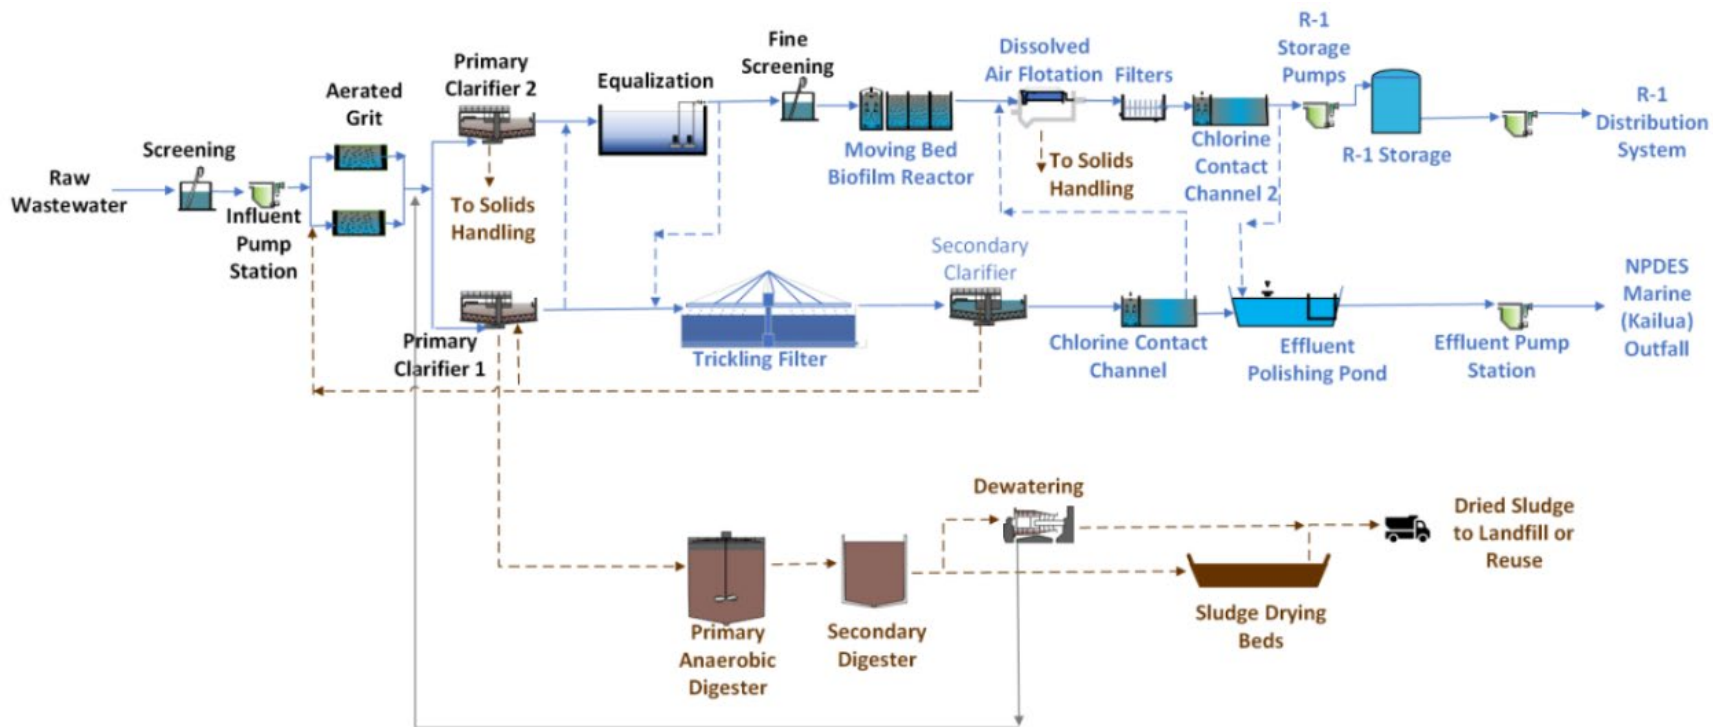 Raw
Wastewater
Screening
Influent
Pump
Station
Aerated
Grit
Primary
Clarifier 2
To Solids
Handling
Primary
Clarifier 1
Equalization
Fine
Screening
Moving Bed
Biofilm Reactor
Dissolved
Air Flotation
To Solids
Handling
Filters
Chlorine
Contact
Channel 2
R-1
Storage
Pumps
R-1 Storage
R-1
Distribution
System
Trickling Filter
Secondary
Clarifier
Chlorine Contact
Channel
Effluent
Polishing Pond
Effluent Pump
Station
NPDES
Marine
(Kailua)
Outfall
Primary
Anaerobic
Digester
Secondary
Digester
Dewatering
Sludge Drying
Beds
Dried Sludge
to Landfill or
Reuse